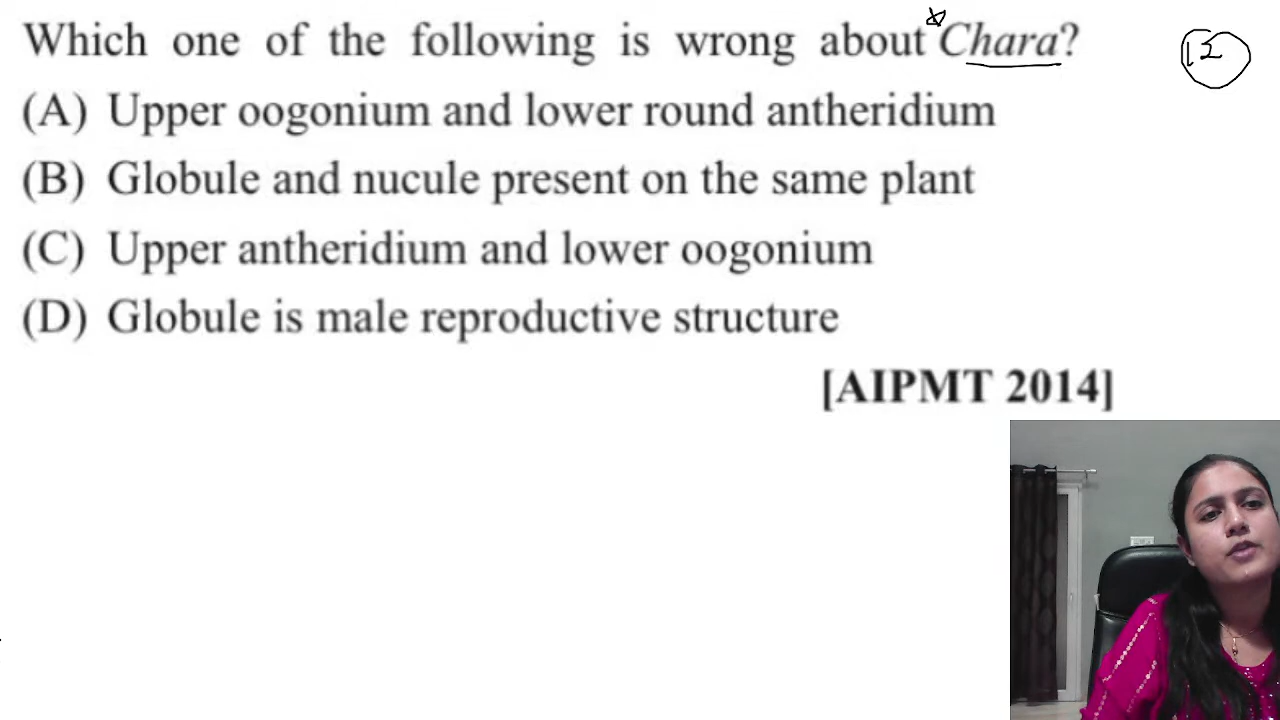 Which one of the following is wrong about Chara?
12
(A) Upper oogonium and lower round antheridium
(B) Globule and nucule present on the same plant
(C) Upper antheridium and lower oogonium
(D) Globule is male reproductive structure
[AIPMT 2014]